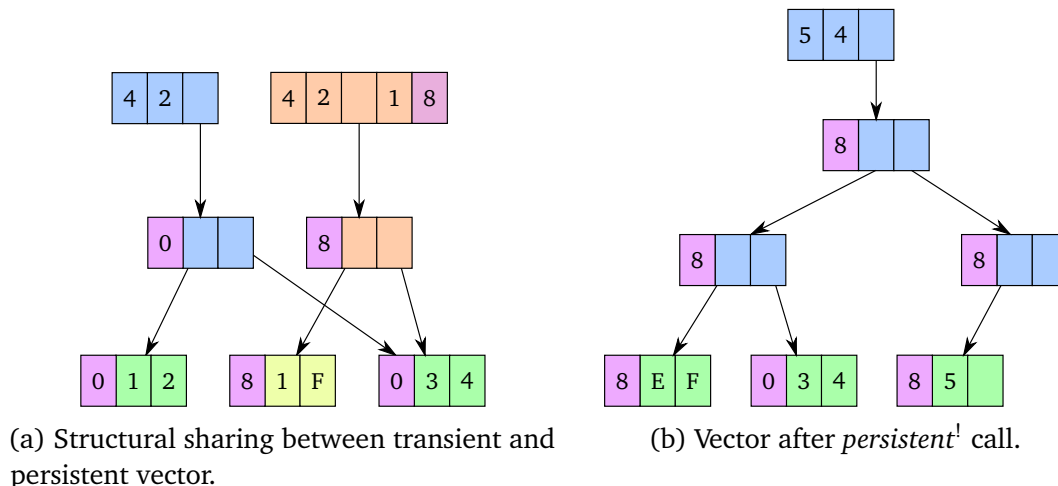 4 2
4 2 1 8
0
8
0 1 2
8 1 F
0 3 4
(a) Structural sharing between transient and
persistent vector.
5 4
8
8
8
8 E F
0 3 4
8 5
(b) Vector after persistent! call.